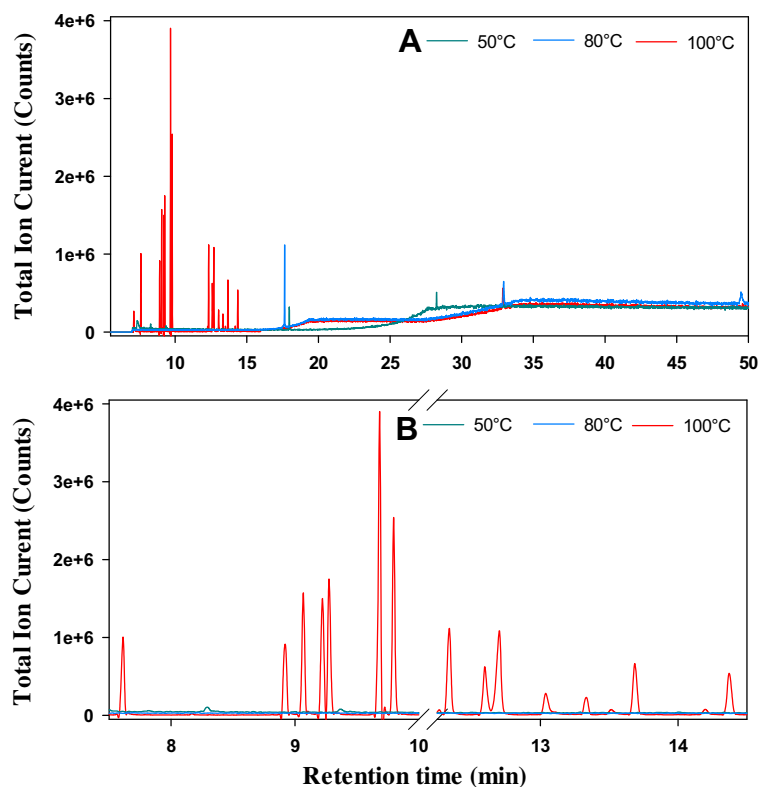 4e+6
A 50°C 80°C 100°C
3e+6
2e+6
1e+6
0
Total Ion Curent (Counts)
10 15 20 25 30 35 40 45 50
4e+6
B 50°C 80°C 100°C
3e+6
2e+6
1e+6
0
Total Ion Curent (Counts)
8 9 10 13 14
Retention time (min)